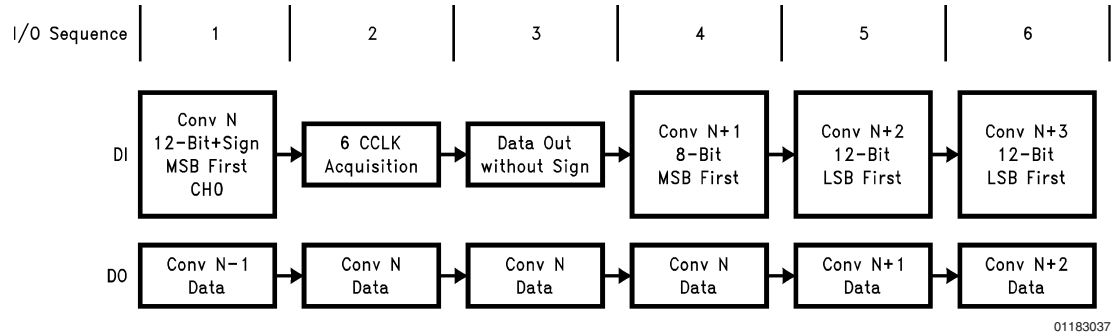 I/O Sequence 1 2 3 4 5 6
DI
Conv N
12-Bit+Sign
MSB First
CH0
6 CCLK
Acquisition
Data Out
without Sign
Conv N+1
8-Bit
MSB First
Conv N+2
12-Bit
LSB First
Conv N+3
12-Bit
LSB First
DO
Conv N-1
Data
Conv N
Data
Conv N
Data
Conv N
Data
Conv N+1
Data
Conv N+2
Data
01183037